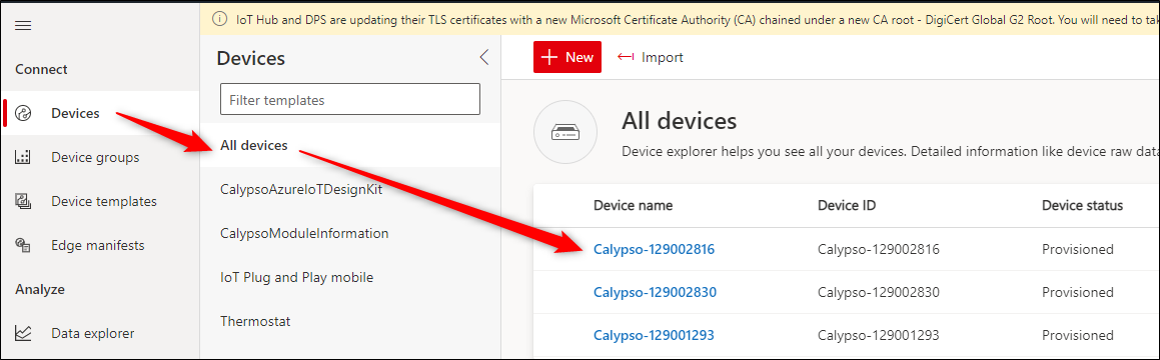 IoT Hub and DPS are updating their TLS certificates with a new Microsoft Certificate Authority (CA) chained under a new CA root - DigiCert Global G2 Root. You will need to tak
Connect
Devices
Device groups
Device templates
Edge manifests
Analyze
Data explorer
Devices
Filter templates
All devices
CalypsoAzureIoTDesignKit
CalypsoModuleInformation
IoT Plug and Play mobile
Thermostat
New Import
All devices
Device explorer helps you see all your devices. Detailed information like device raw data
Device name Device ID Device status
Calypso-129002816 Calypso-129002816 Provisioned
Calypso-129002830 Calypso-129002830 Provisioned
Calypso-129001293 Calypso-129001293 Provisioned